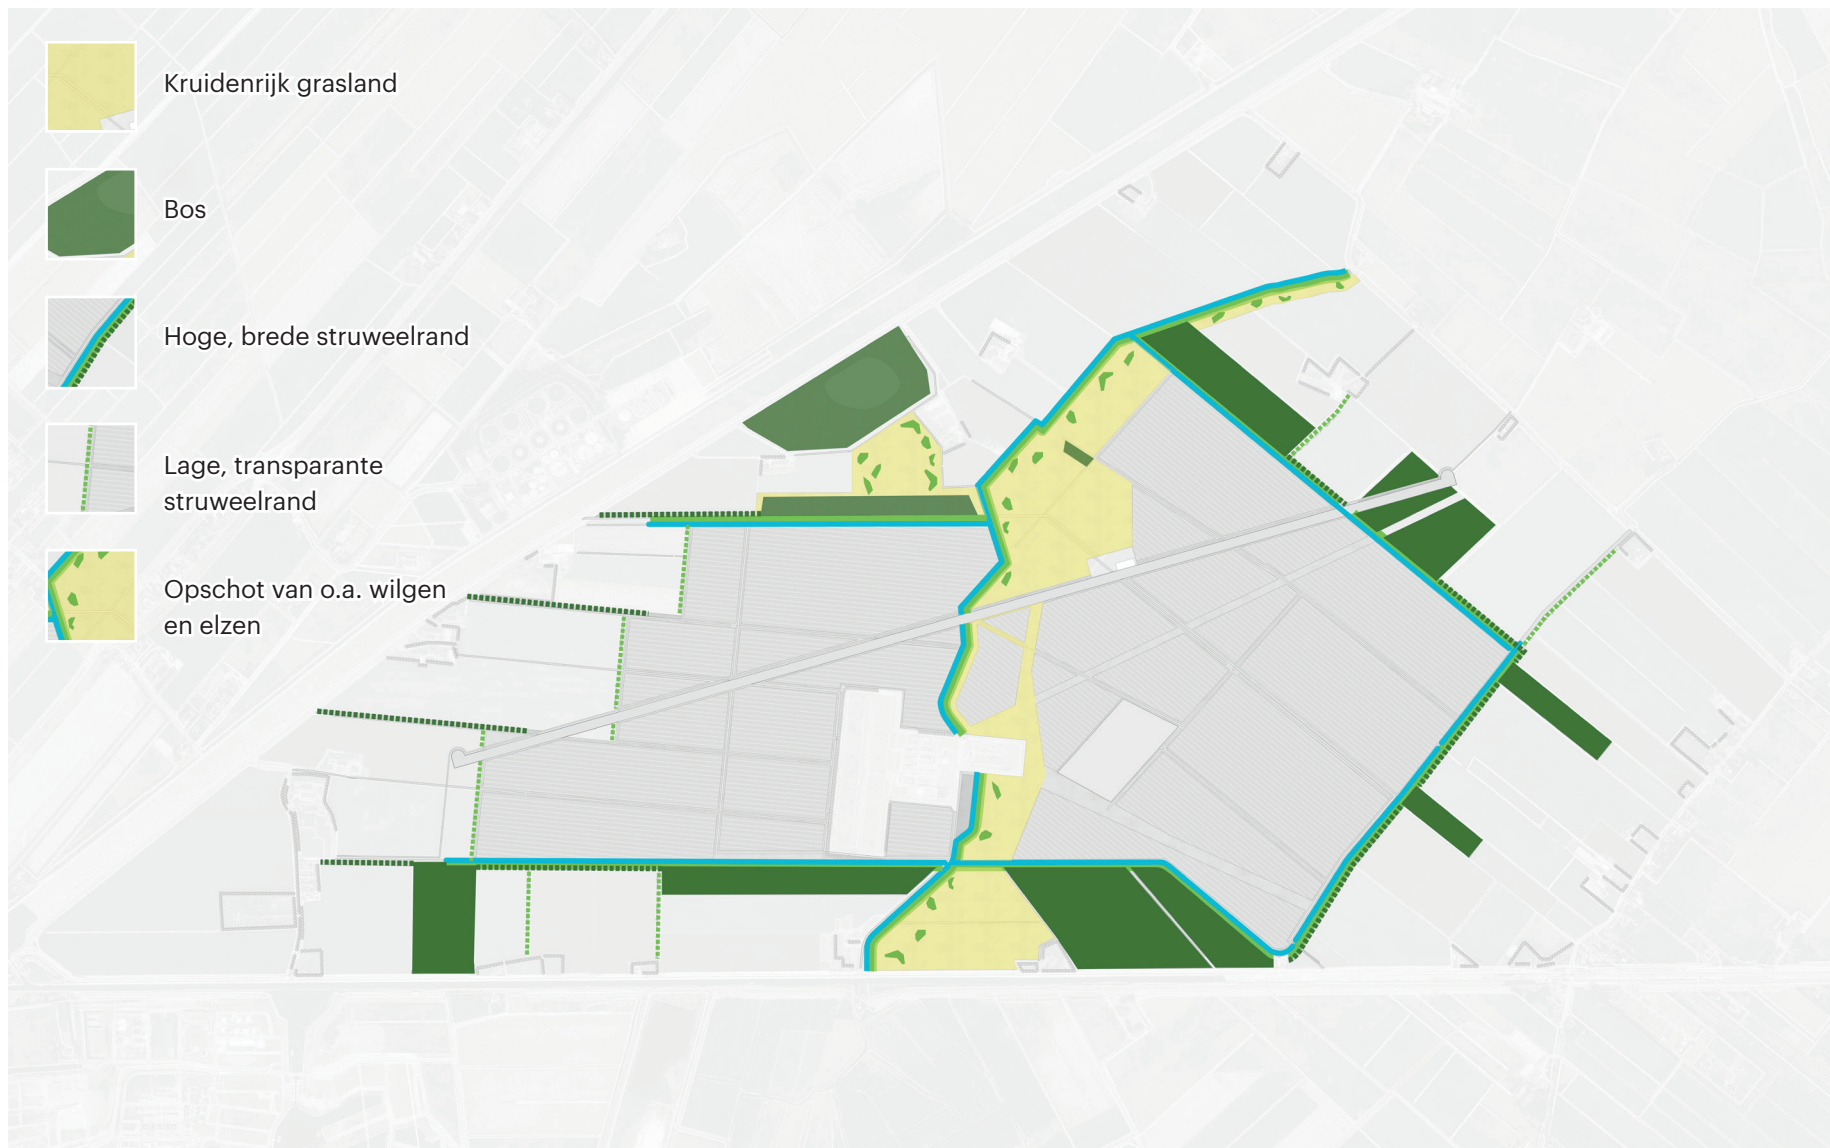 Kruidenrijk grasland
Bos
Hoge, brede struweelrand
Lage, transparante
struweelrand
Opschot van o.a. wilgen
en elzen